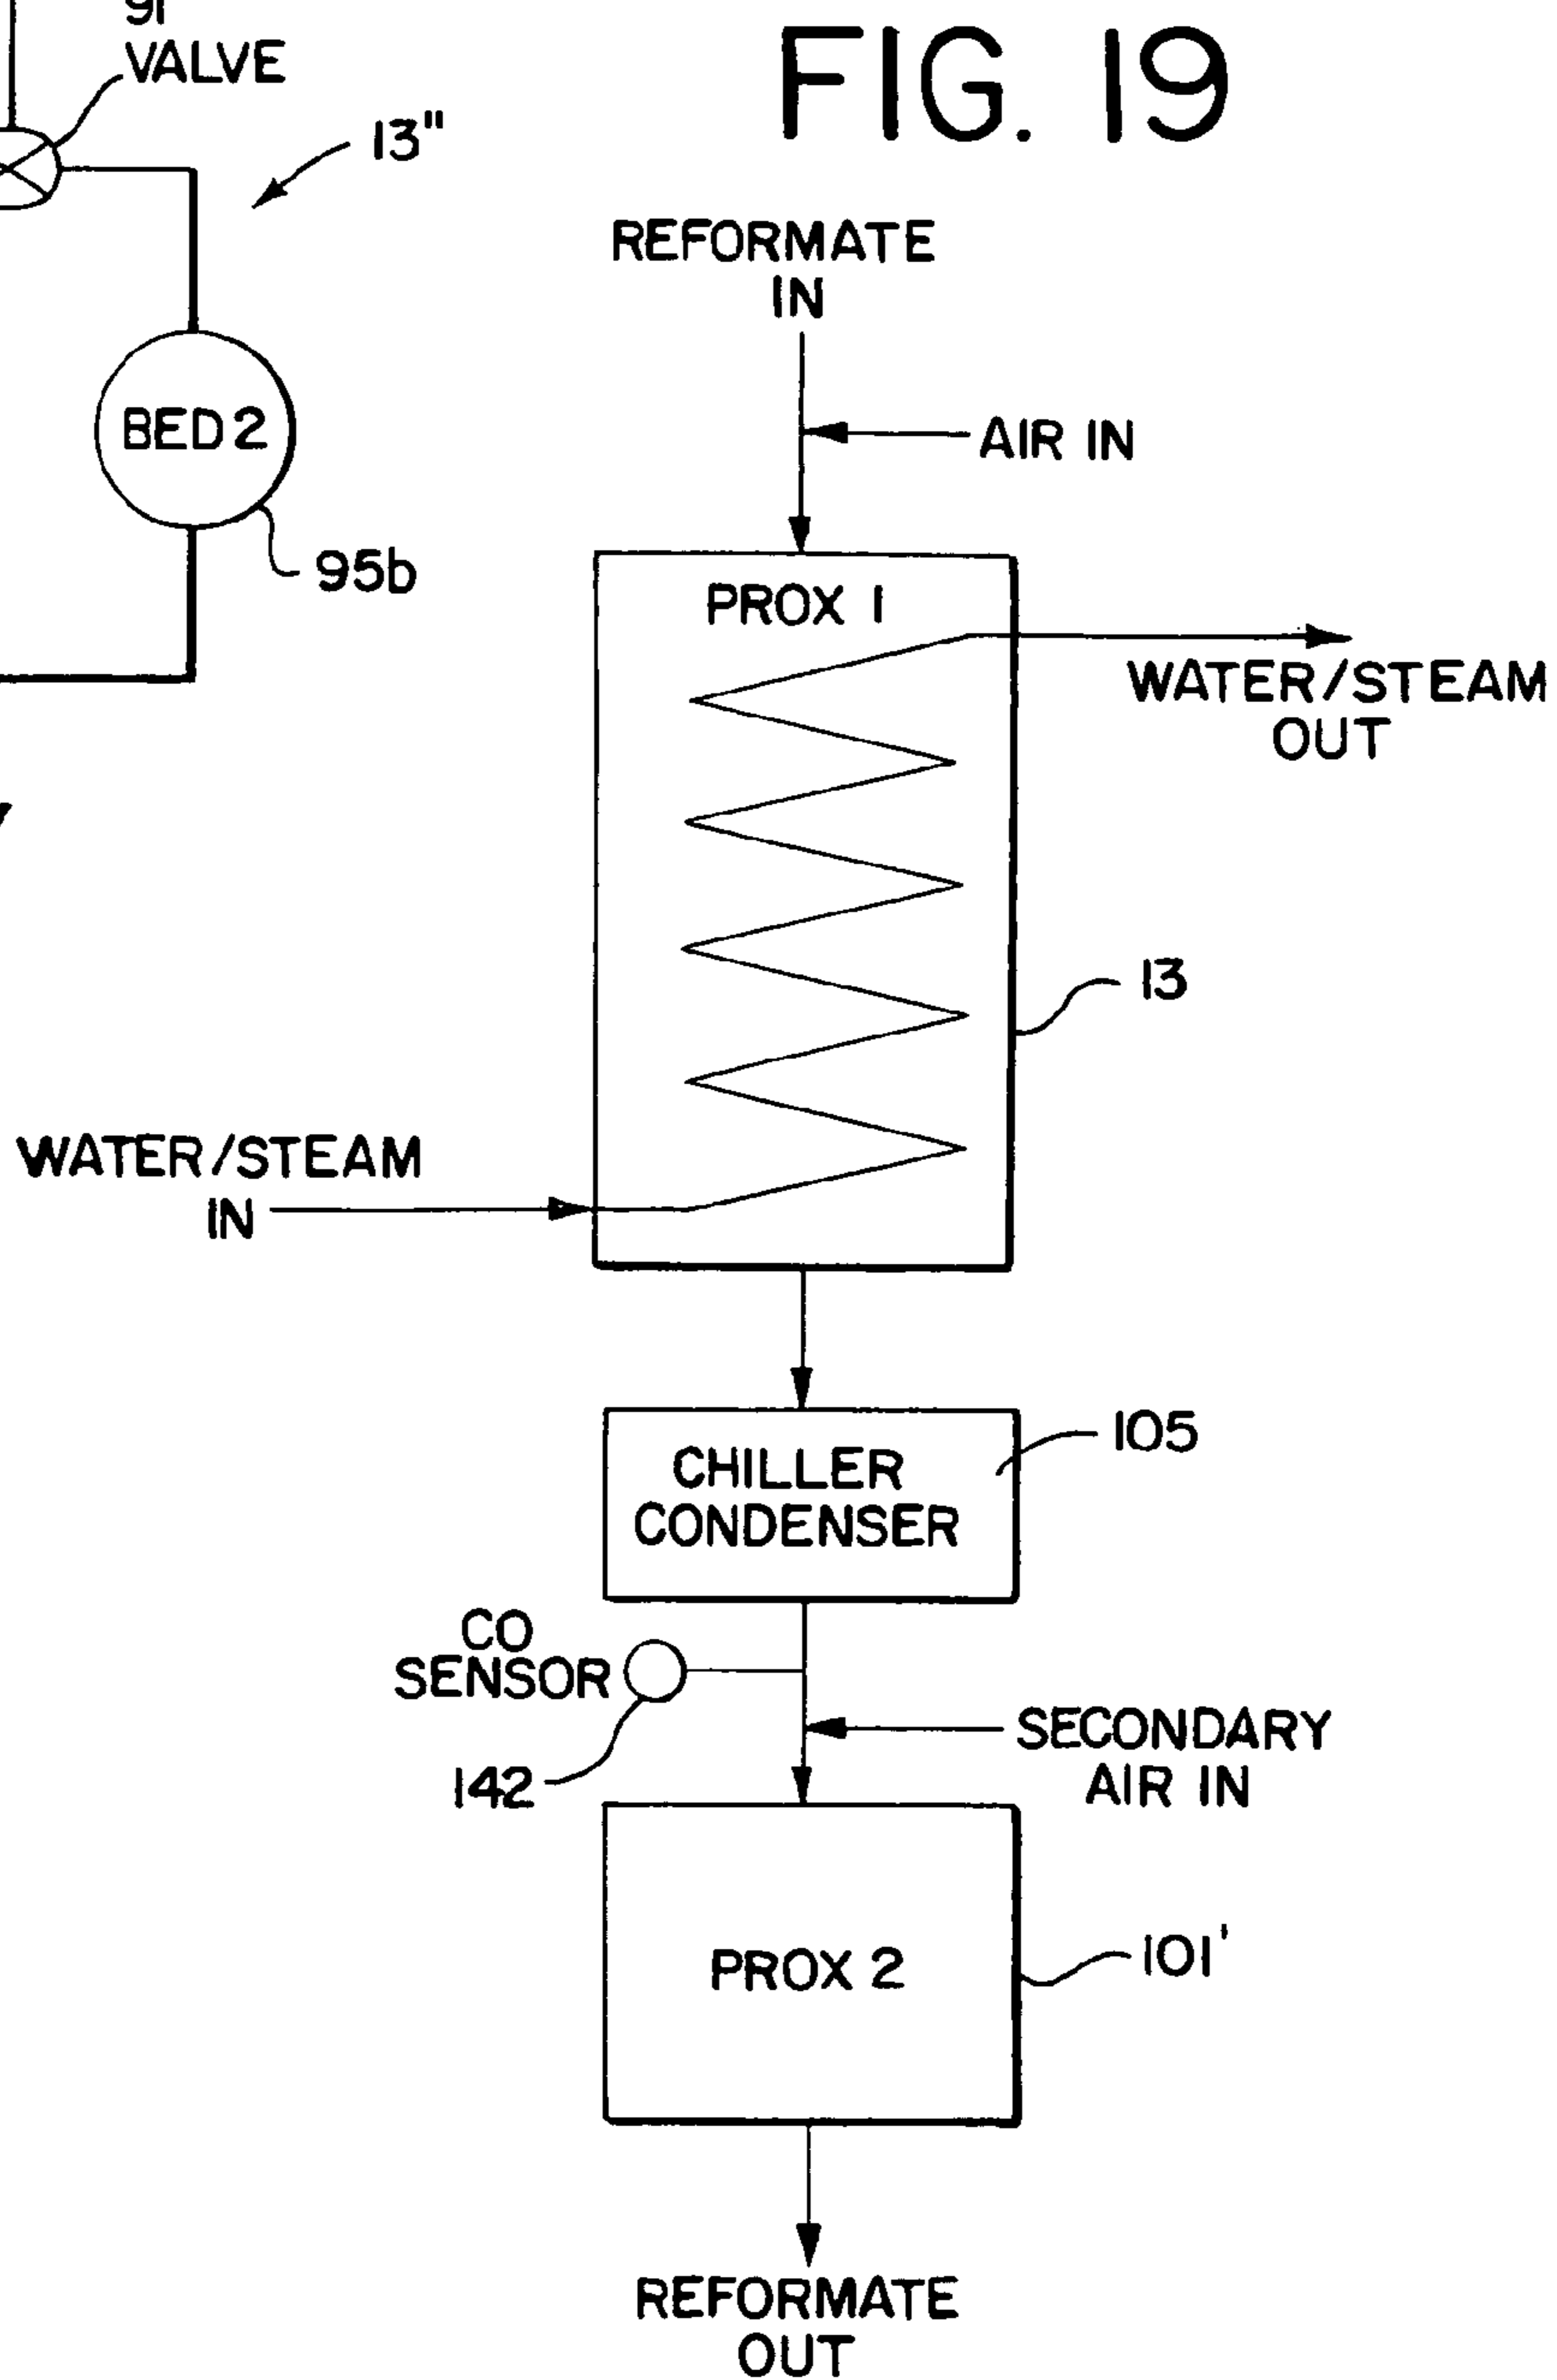 91
VALVE
13"
BED 2
95b
FIG. 19
REFORMATE
IN
AIR IN
PROX 1
WATER/STEAM
OUT
13
WATER/STEAM
IN
CHILLER
CONDENSER
105
CO
SENSOR
142
SECONDARY
AIR IN
PROX 2
101'
REFORMATE
OUT